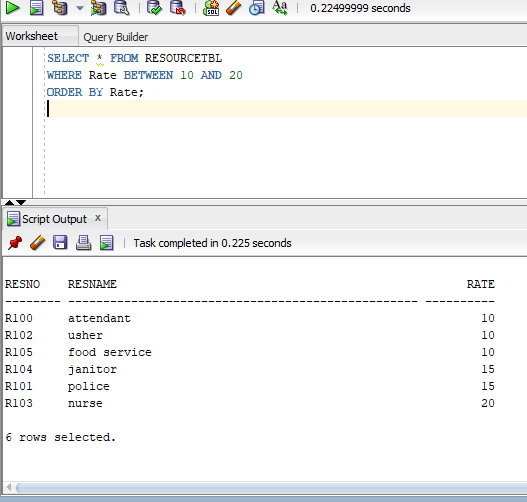 SQL
Aa
0.22499999 seconds
Worksheet Query Builder
SELECT * FROM RESOURCETBL
WHERE Rate BETWEEN 10 AND 20
ORDER BY Rate;
Script Output x
Task completed in 0.225 seconds
RESNO RESNAME RATE
-------- -------------------------------------------------- ----------
R100 attendant 10
R102 usher 10
R105 food service 10
R104 janitor 15
R101 police 15
R103 nurse 20
6 rows selected.